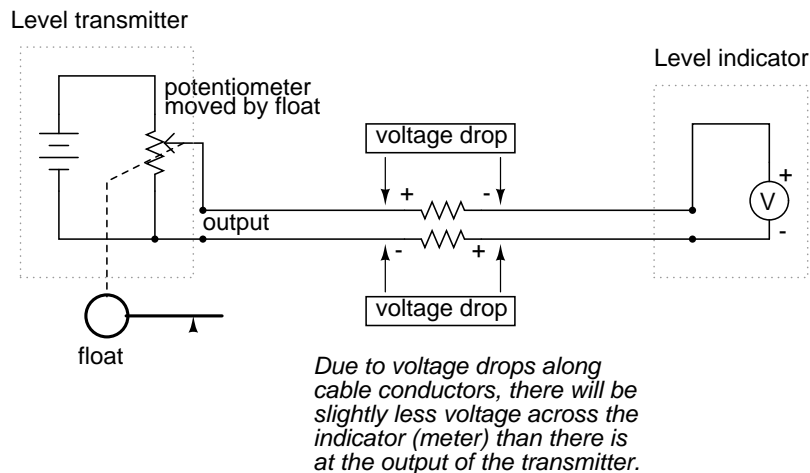 Level transmitter
Level indicator
potentiometer
moved by float
voltage drop
+ -
+
V
-
output
- +
voltage drop
float
Due to voltage drops along
cable conductors, there will be
slightly less voltage across the
indicator (meter) than there is
at the output of the transmitter.